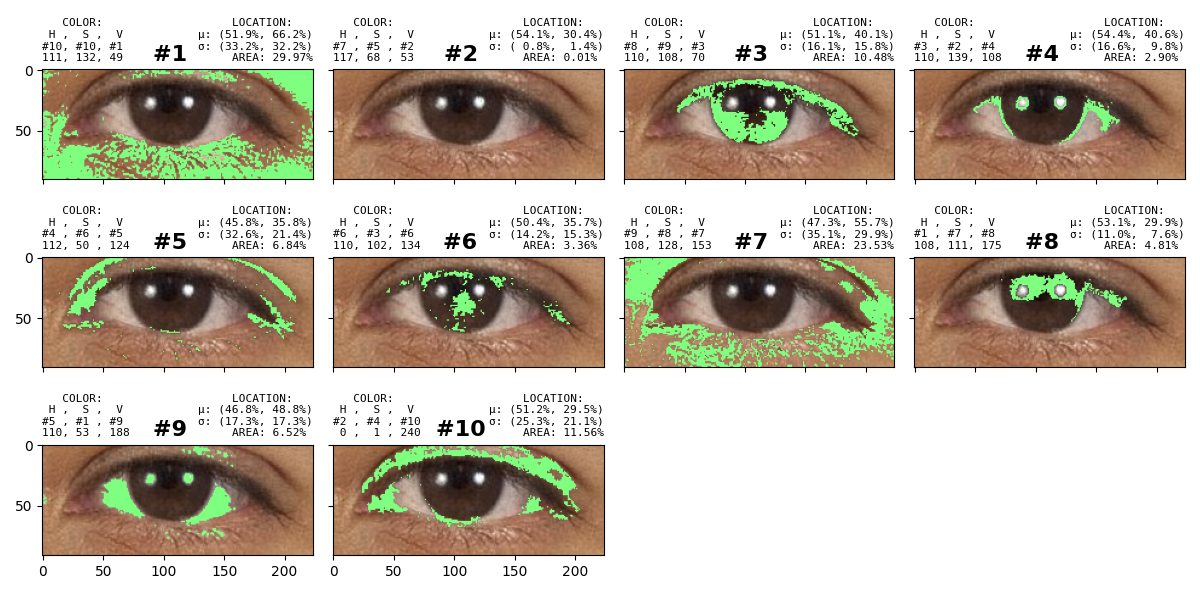 COLOR: LOCATION:
H , S , V μ: (51.9%, 66.2%)
#10, #10, #1 σ: (33.2%, 32.2%)
111, 132, 49 #1 AREA: 29.97%
COLOR: LOCATION:
H , S , V μ: (54.1%, 30.4%)
#7 , #5 , #2 σ: ( 0.8%, 1.4%)
117, 68 , 53 #2 AREA: 0.01%
COLOR: LOCATION:
H , S , V μ: (51.1%, 40.1%)
#8 , #9 , #3 σ: (16.1%, 15.8%)
110, 108, 70 #3 AREA: 10.48%
COLOR: LOCATION:
H , S , V μ: (54.4%, 40.6%)
#3 , #2 , #4 σ: (16.6%, 9.8%)
110, 139, 108 #4 AREA: 2.90%
0
50
COLOR: LOCATION:
H , S , V μ: (45.8%, 35.8%)
#4 , #6 , #5 σ: (32.6%, 21.4%)
112, 50 , 124 #5 AREA: 6.84%
COLOR: LOCATION:
H , S , V μ: (50.4%, 35.7%)
#6 , #3 , #6 σ: (14.2%, 15.3%)
110, 102, 134 #6 AREA: 3.36%
COLOR: LOCATION:
H , S , V μ: (47.3%, 55.7%)
#9 , #8 , #7 σ: (35.1%, 29.9%)
108, 128, 153 #7 AREA: 23.53%
COLOR: LOCATION:
H , S , V μ: (53.1%, 29.9%)
#1 , #7 , #8 σ: (11.0%, 7.6%)
108, 111, 175 #8 AREA: 4.81%
0
50
COLOR: LOCATION:
H , S , V μ: (46.8%, 48.8%)
#5 , #1 , #9 σ: (17.3%, 17.3%)
110, 53 , 188 #9 AREA: 6.52%
COLOR: LOCATION:
H , S , V μ: (51.2%, 29.5%)
#2 , #4 , #10 σ: (25.3%, 21.1%)
0 , 1 , 240 #10 AREA: 11.56%
0
50
0 50 100 150 200
0 50 100 150 200